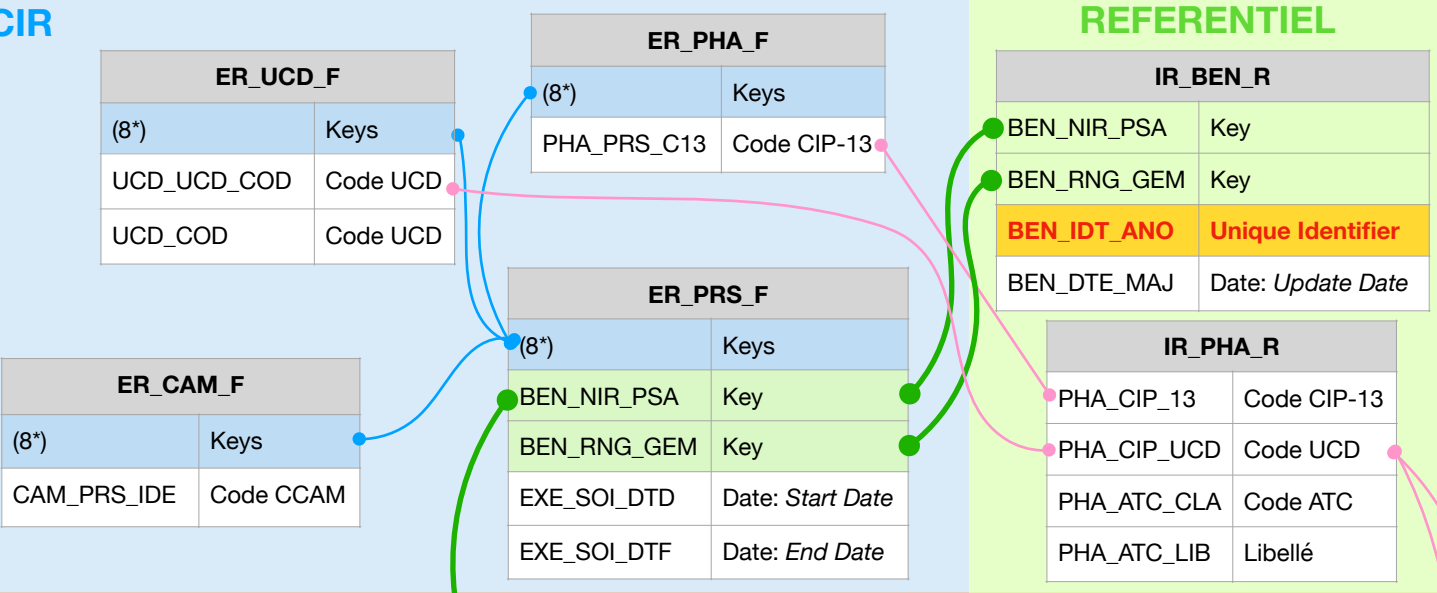 CIR
REFERENTIEL
ER_UCD_F
(8*) Keys
UCD_UCD_COD Code UCD
UCD_COD Code UCD
ER_PHA_F
(8*) Keys
PHA_PRS_C13 Code CIP-13
IR_BEN_R
BEN_NIR_PSA Key
BEN_RNG_GEM Key
BEN_IDT_ANO Unique Identifier
BEN_DTE_MAJ Date: Update Date
ER_CAM_F
(8*) Keys
CAM_PRS_IDE Code CCAM
ER_PRS_F
(8*) Keys
BEN_NIR_PSA Key
BEN_RNG_GEM Key
EXE_SOI_DTD Date: Start Date
EXE_SOI_DTF Date: End Date
IR_PHA_R
PHA_CIP_13 Code CIP-13
PHA_CIP_UCD Code UCD
PHA_ATC_CLA Code ATC
PHA_ATC_LIB Libellé